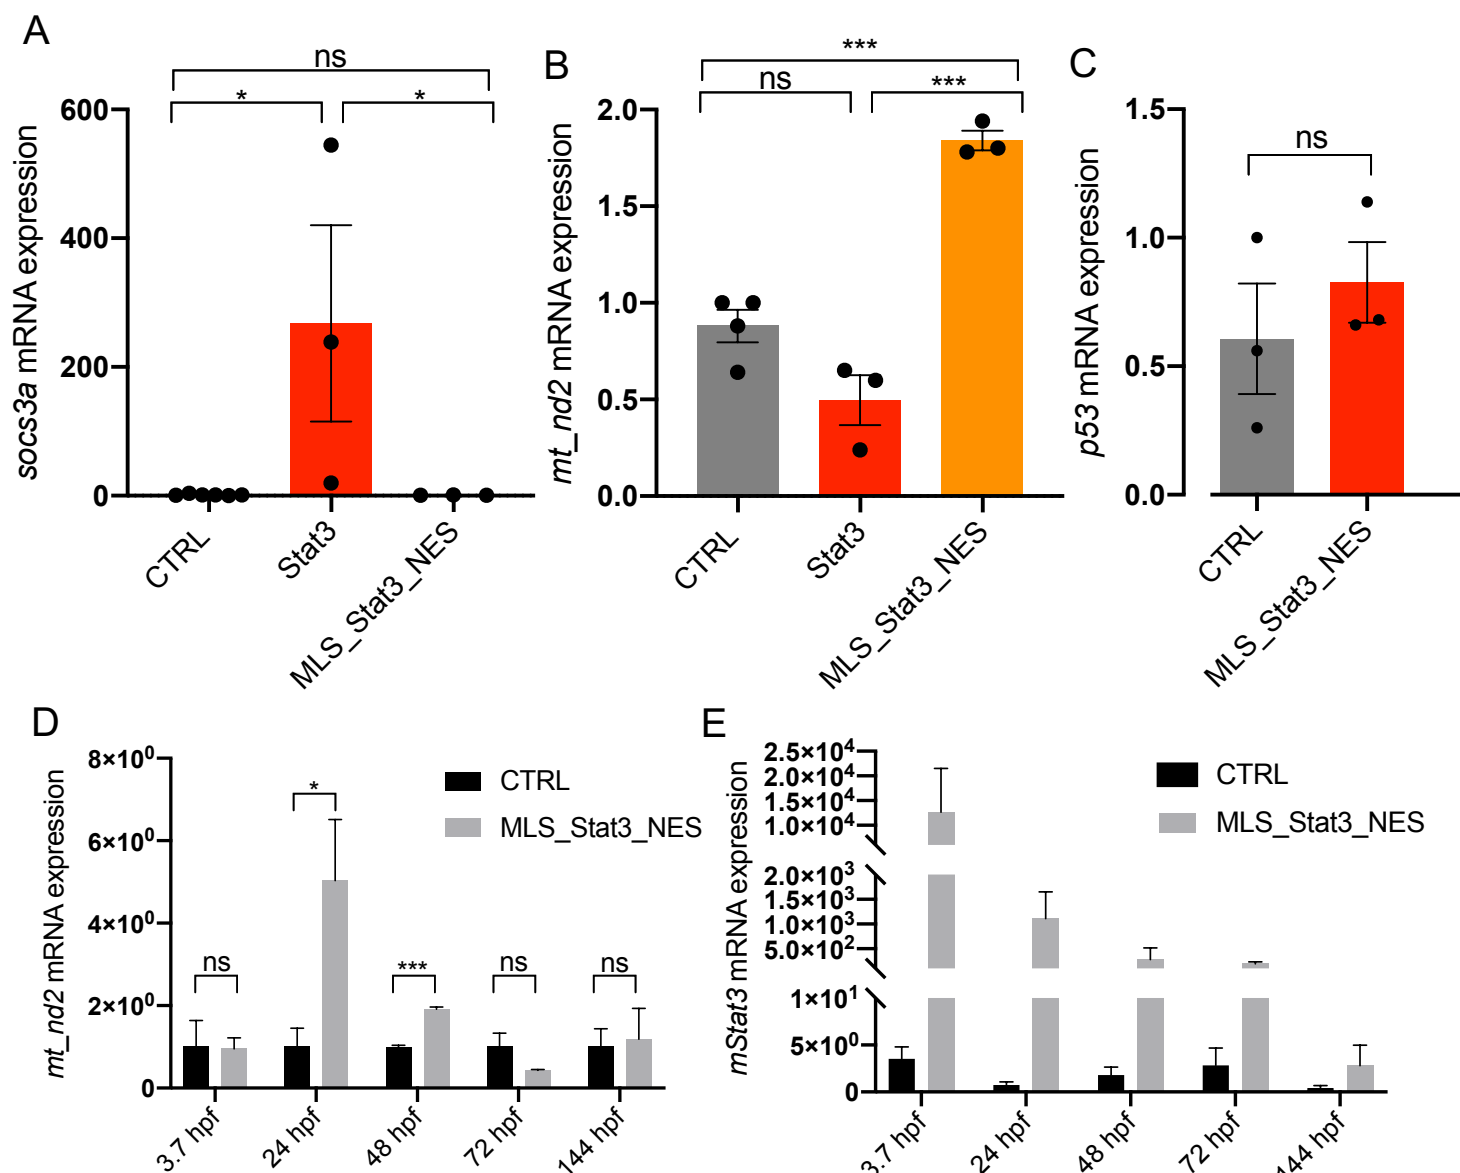 A
socs3a mRNA expression
600
400
200
0
ns
*
*
CTRL
Stat3
MLS_Stat3_NES
B
mt_nd2 mRNA expression
2.0
1.5
1.0
0.5
0.0
***
ns
***
CTRL
Stat3
MLS_Stat3_NES
C
p53 mRNA expression
1.5
1.0
0.5
0.0
ns
CTRL
MLS_Stat3_NES
D
mt_nd2 mRNA expression
8×10⁰
6×10⁰
4×10⁰
2×10⁰
0
ns
*
***
ns
ns
CTRL
MLS_Stat3_NES
3.7 hpf
24 hpf
48 hpf
72 hpf
144 hpf
E
mStat3 mRNA expression
2.5×10⁴
2.0×10⁴
1.5×10⁴
1.0×10⁴
2.0×10³
1.5×10³
1.0×10³
5.0×10²
1×10¹
5×10⁰
0
CTRL
MLS_Stat3_NES
3.7 hpf
24 hpf
48 hpf
72 hpf
144 hpf